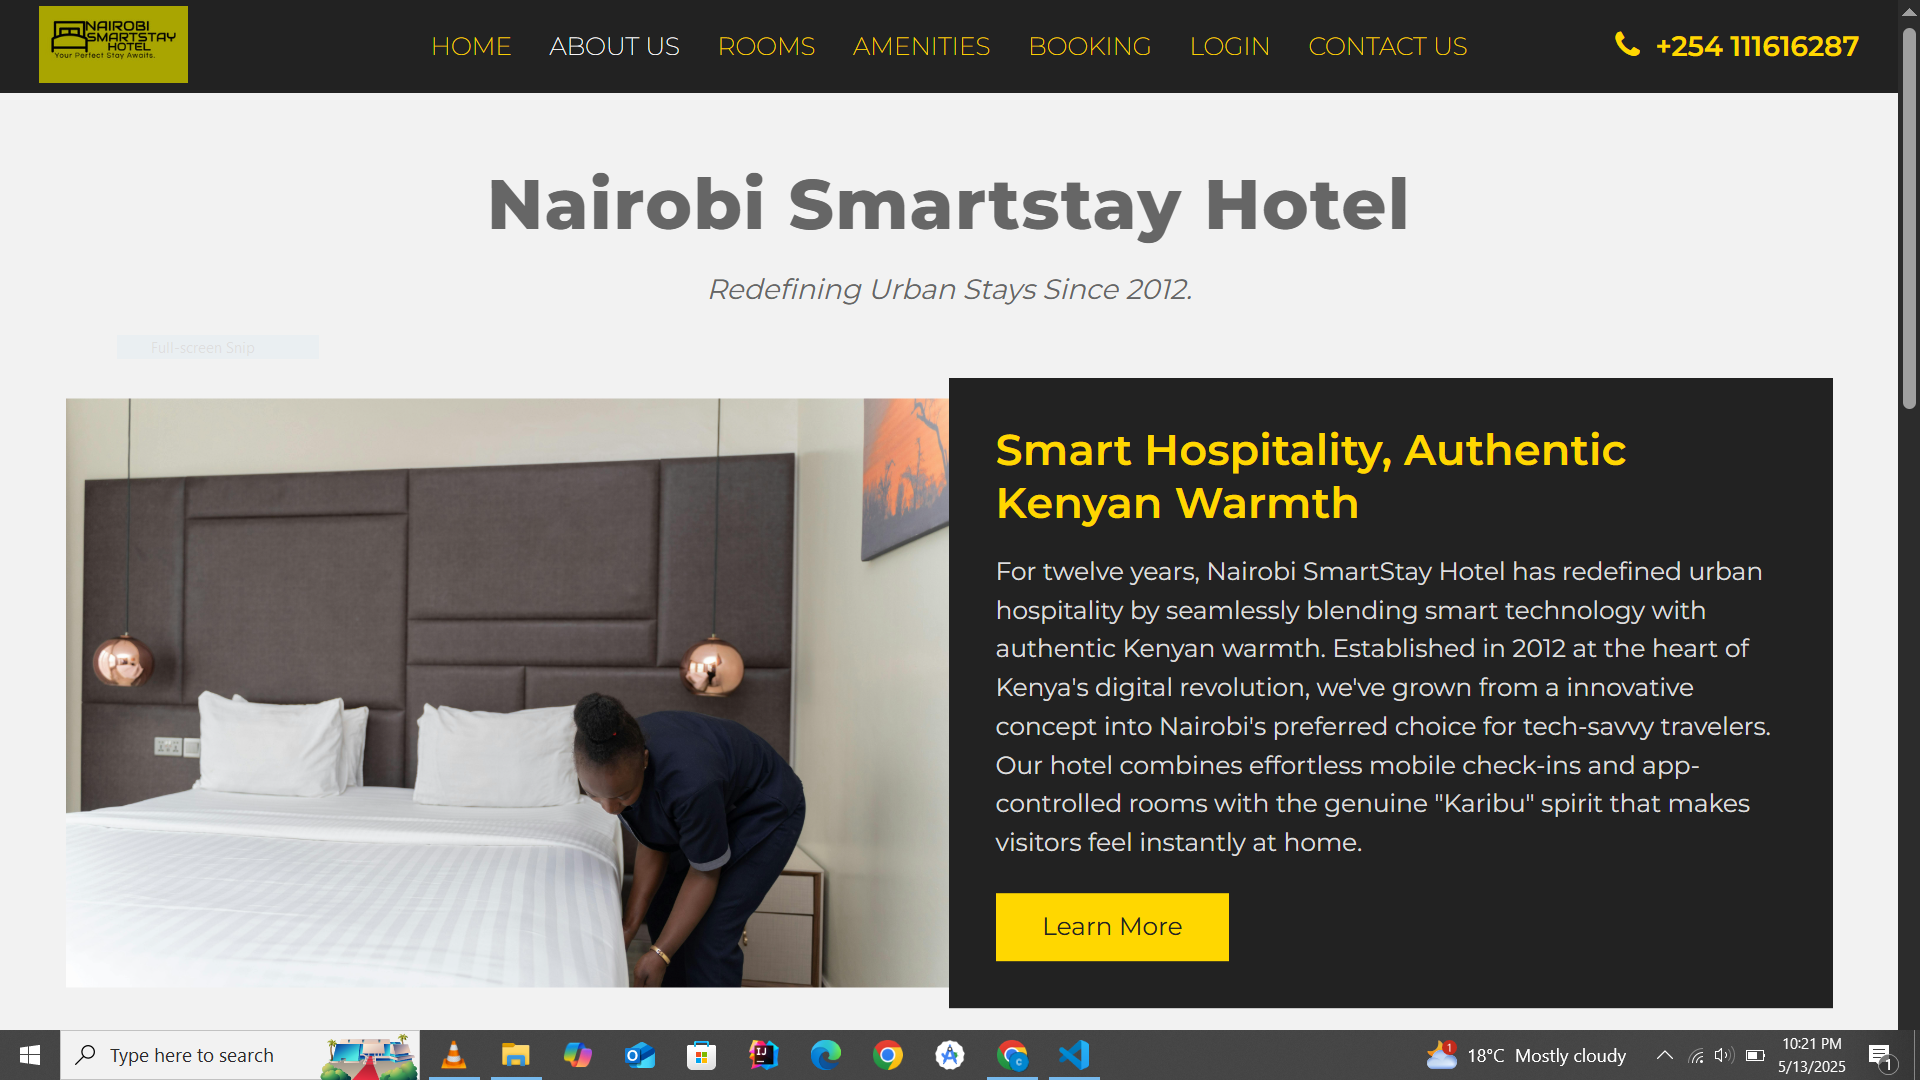 NAIROBI
SMARTSTAY
HOTEL
Your Perfect Stay Awaits.
HOME ABOUT US ROOMS AMENITIES BOOKING LOGIN CONTACT US
+254 111616287
Nairobi Smartstay Hotel
Redefining Urban Stays Since 2012.
Full-screen Snip
Smart Hospitality, Authentic
Kenyan Warmth
For twelve years, Nairobi SmartStay Hotel has redefined urban
hospitality by seamlessly blending smart technology with
authentic Kenyan warmth. Established in 2012 at the heart of
Kenya's digital revolution, we've grown from a innovative
concept into Nairobi's preferred choice for tech-savvy travelers.
Our hotel combines effortless mobile check-ins and app-
controlled rooms with the genuine "Karibu" spirit that makes
visitors feel instantly at home.
Learn More
Type here to search
1
18°C Mostly cloudy
10:21 PM
5/13/2025
1